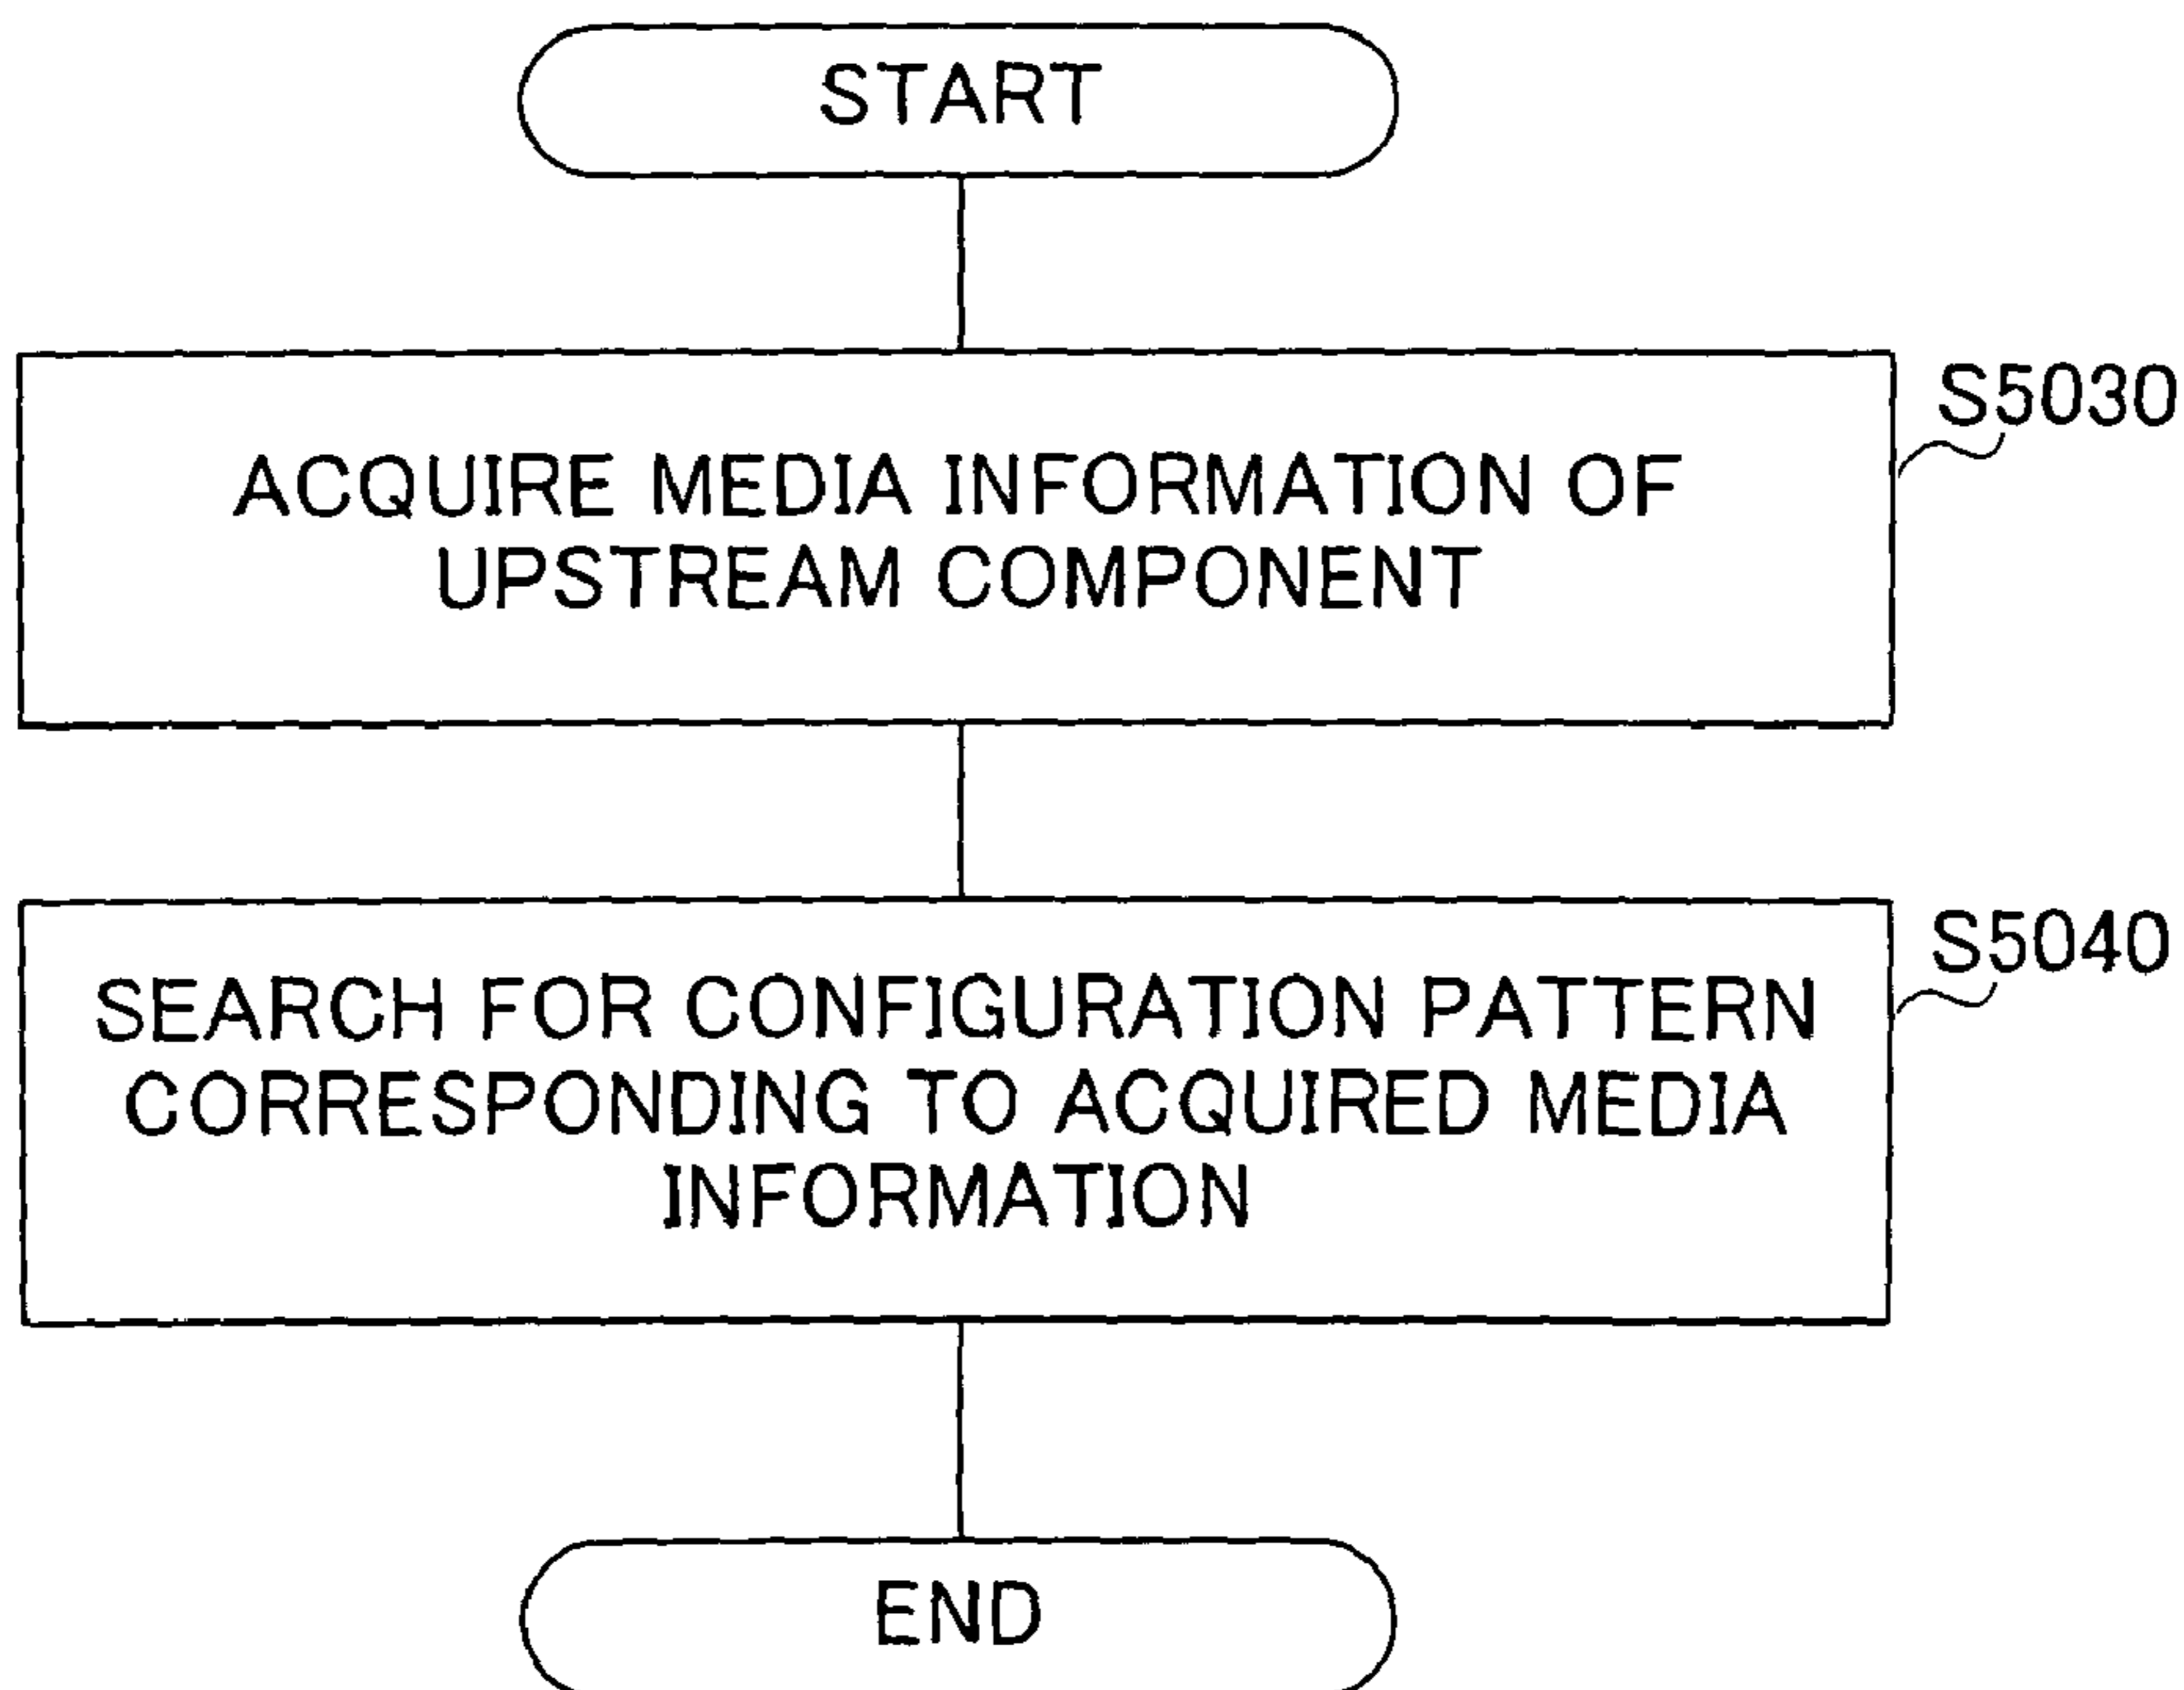 START
S5030
ACQUIRE MEDIA INFORMATION OF
UPSTREAM COMPONENT
S5040
SEARCH FOR CONFIGURATION PATTERN
CORRESPONDING TO ACQUIRED MEDIA
INFORMATION
END